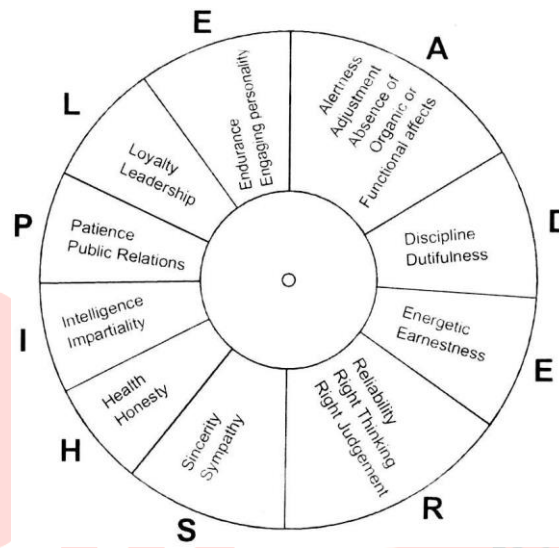 A
Alertness
Adjustment
Absence of
Organic or
Functional affects
D
Discipline
Dutifulness
E
Energetic
Earnestness
R
Reliability
Right Thinking
Right Judgement
S
Sincerity
Sympathy
H
Health
Honesty
I
Intelligence
Impartiality
P
Patience
Public Relations
L
Loyalty
Leadership
E
Endurance
Engaging personality